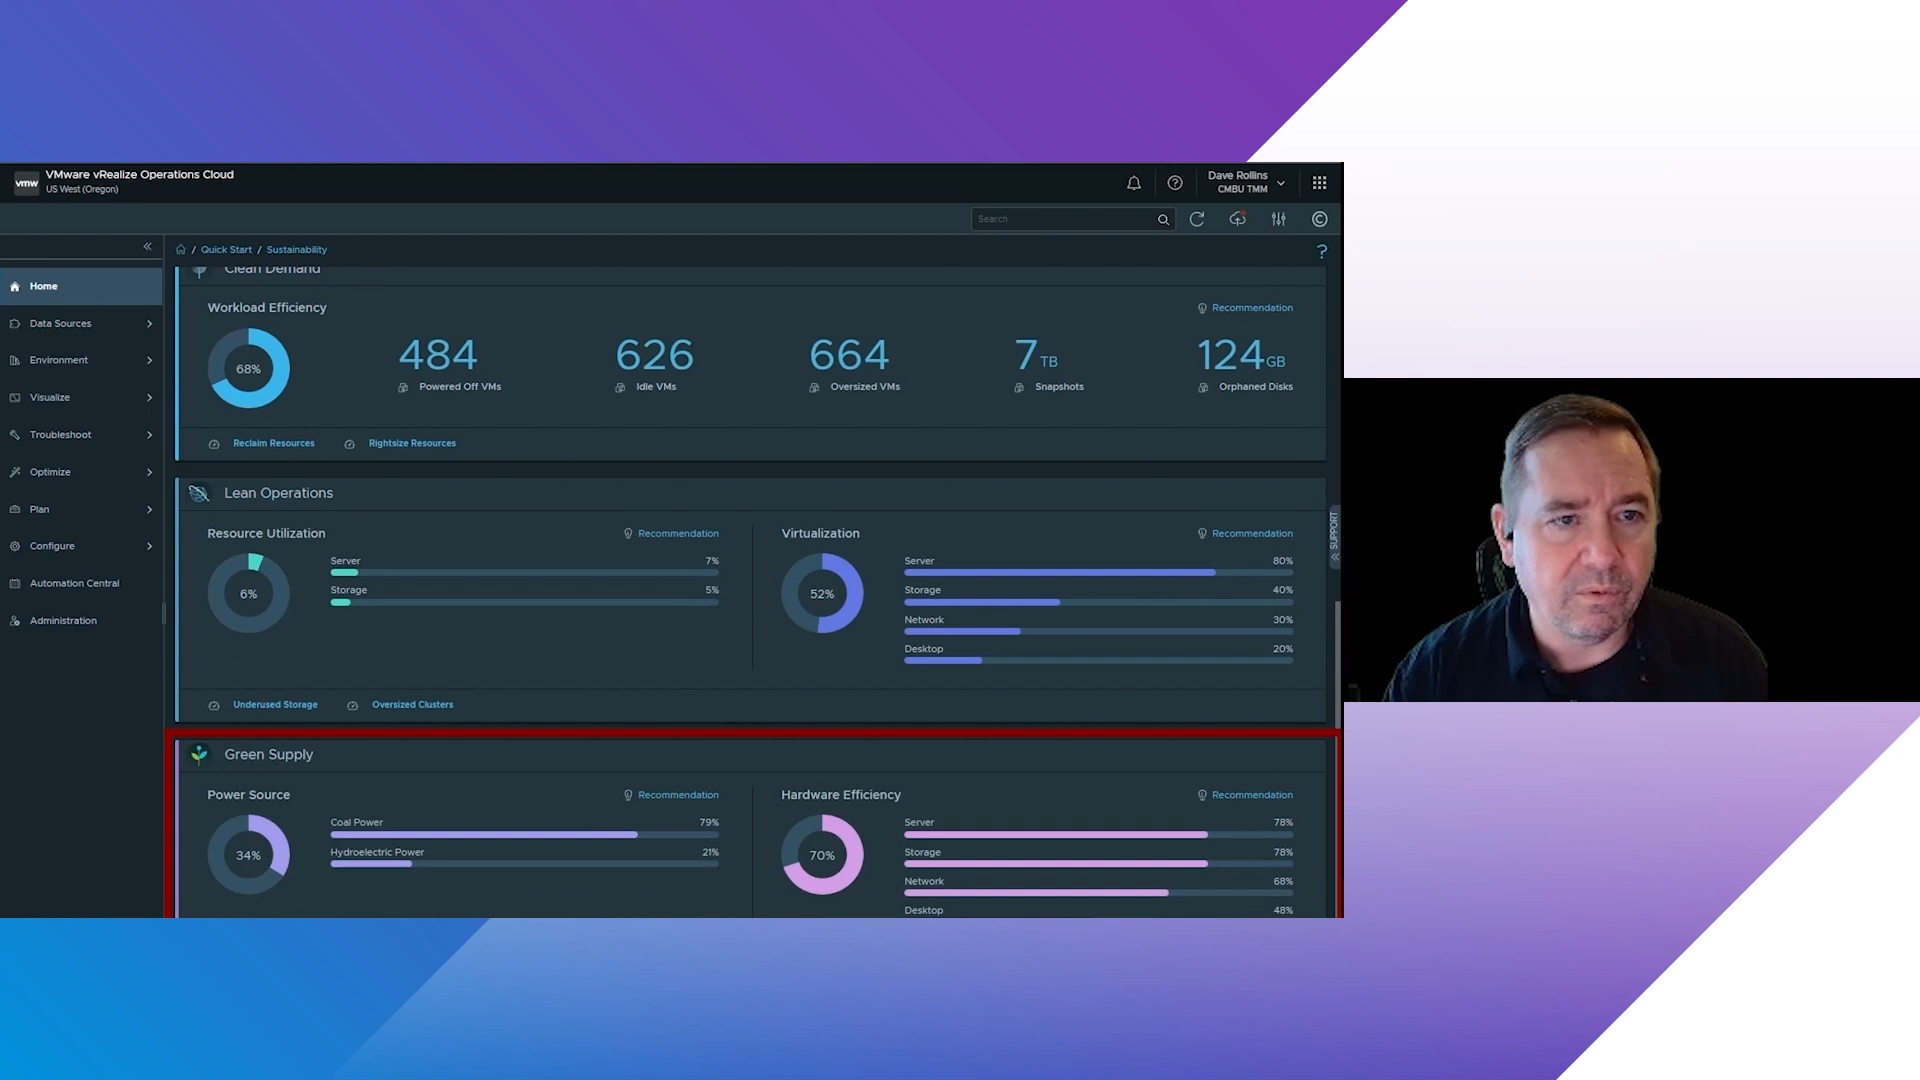 vmw
VMware vRealize Operations Cloud
US West (Oregon)
Dave Rollins
CMBU TMM
Search
/ Quick Start / Sustainability
?
Home
Data Sources
Environment
Visualize
Troubleshoot
Optimize
Plan
Configure
Automation Central
Administration
Clean Demand
Workload Efficiency
Recommendation
68%
484
Powered Off VMs
626
Idle VMs
664
Oversized VMs
7 TB
Snapshots
124 GB
Orphaned Disks
Reclaim Resources
Rightsize Resources
Lean Operations
Resource Utilization
Recommendation
6%
Server 7%
Storage 5%
Virtualization
Recommendation
52%
Server 80%
Storage 40%
Network 30%
Desktop 20%
Underused Storage
Oversized Clusters
SUPPORT
Green Supply
Power Source
Recommendation
34%
Coal Power 79%
Hydroelectric Power 21%
Hardware Efficiency
Recommendation
70%
Server 78%
Storage 78%
Network 68%
Desktop 48%